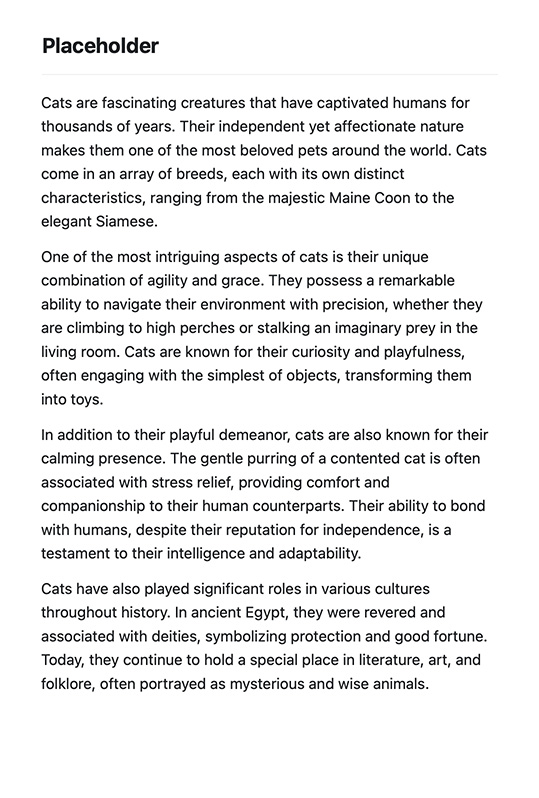 Placeholder
Cats are fascinating creatures that have captivated humans for
thousands of years. Their independent yet affectionate nature
makes them one of the most beloved pets around the world. Cats
come in an array of breeds, each with its own distinct
characteristics, ranging from the majestic Maine Coon to the
elegant Siamese.
One of the most intriguing aspects of cats is their unique
combination of agility and grace. They possess a remarkable
ability to navigate their environment with precision, whether they
are climbing to high perches or stalking an imaginary prey in the
living room. Cats are known for their curiosity and playfulness,
often engaging with the simplest of objects, transforming them
into toys.
In addition to their playful demeanor, cats are also known for their
calming presence. The gentle purring of a contented cat is often
associated with stress relief, providing comfort and
companionship to their human counterparts. Their ability to bond
with humans, despite their reputation for independence, is a
testament to their intelligence and adaptability.
Cats have also played significant roles in various cultures
throughout history. In ancient Egypt, they were revered and
associated with deities, symbolizing protection and good fortune.
Today, they continue to hold a special place in literature, art, and
folklore, often portrayed as mysterious and wise animals.